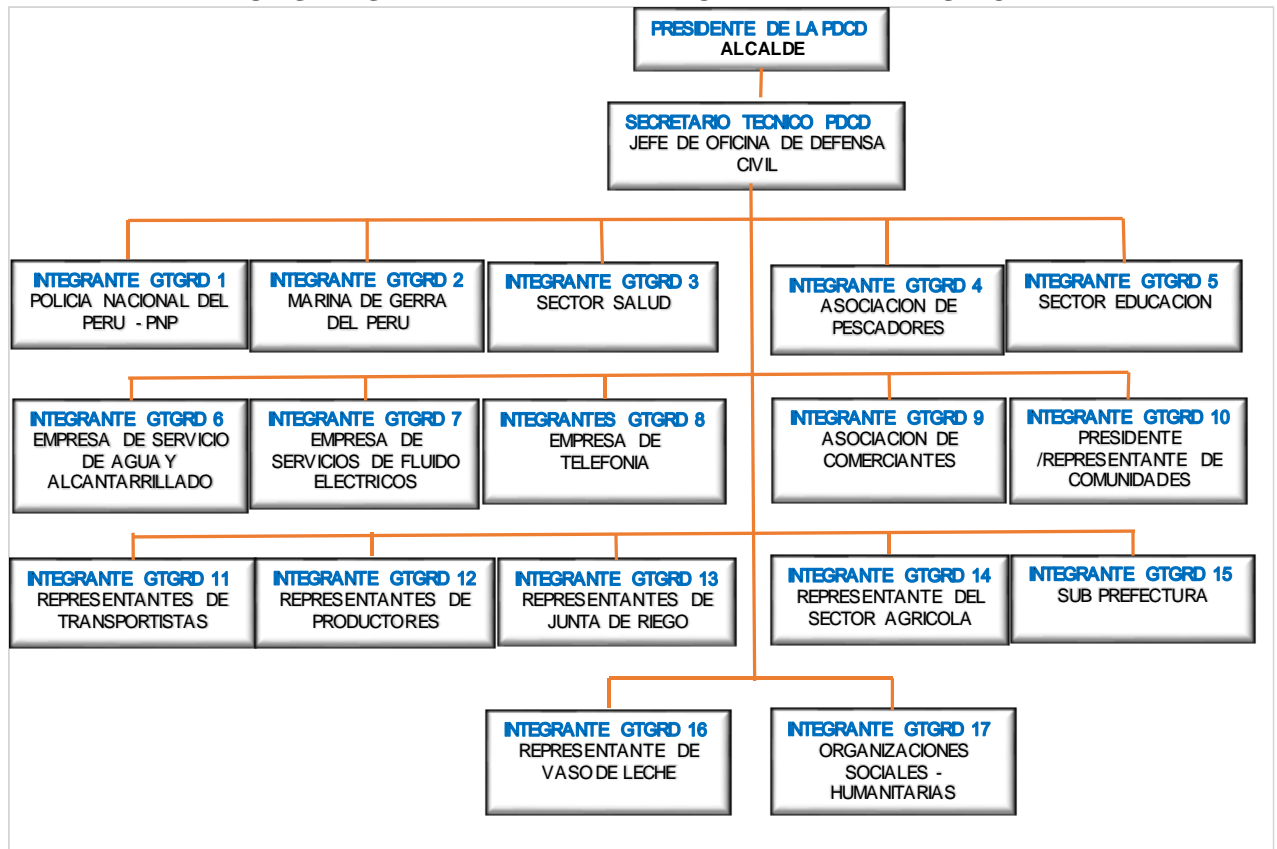 PRESIDENTE DE LA PDCD
ALCALDE
SECRETARIO TECNICO PDCD
JEFE DE OFICINA DE DEFENSA
CIVIL
INTEGRANTE GTGRD 1
POLICIA NACIONAL DEL
PERU - PNP
INTEGRANTE GTGRD 2
MARINA DE GERRA
DEL PERU
INTEGRANTE GTGRD 3
SECTOR SALUD
INTEGRANTE GTGRD 4
ASOCIACION DE
PESCADORES
INTEGRANTE GTGRD 5
SECTOR EDUCACION
INTEGRANTE GTGRD 6
EMPRESA DE SERVICIO
DE AGUA Y
ALCANTARRILLADO
INTEGRANTE GTGRD 7
EMPRESA DE
SERVICIOS DE FLUIDO
ELECTRICOS
INTEGRANTES GTGRD 8
EMPRESA DE
TELEFONIA
INTEGRANTE GTGRD 9
ASOCIACION DE
COMERCIANTES
INTEGRANTE GTGRD 10
PRESIDENTE
/REPRESENTANTE DE
COMUNIDADES
INTEGRANTE GTGRD 11
REPRESENTANTES DE
TRANSPORTISTAS
INTEGRANTE GTGRD 12
REPRESENTANTES DE
PRODUCTORES
INTEGRANTE GTGRD 13
REPRESENTANTES DE
JUNTA DE RIEGO
INTEGRANTE GTGRD 14
REPRESENTANTE DEL
SECTOR AGRICOLA
INTEGRANTE GTGRD 15
SUB PREFECTURA
INTEGRANTE GTGRD 16
REPRESENTANTE DE
VASO DE LECHE
INTEGRANTE GTGRD 17
ORGANIZACIONES
SOCIALES -
HUMANITARIAS